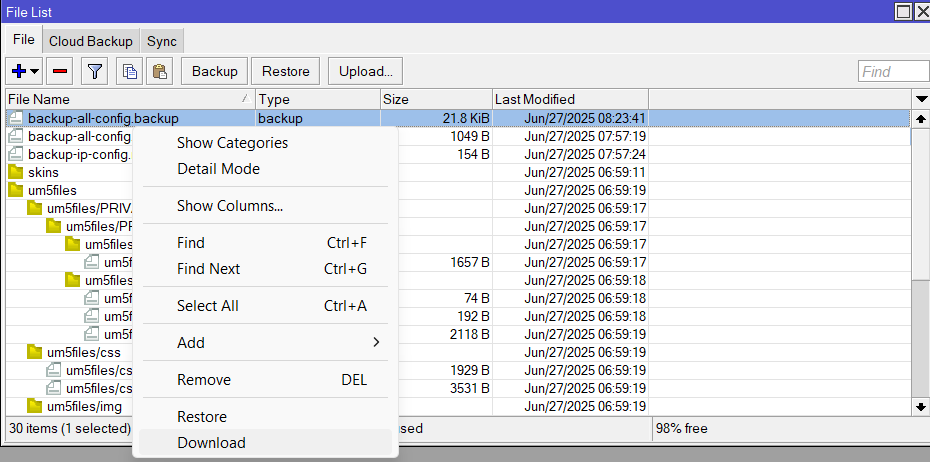 File List
File Cloud Backup Sync
Backup Restore Upload... Find
File Name Type Size Last Modified
backup-all-config.backup backup 21.8 KiB Jun/27/2025 08:23:41
backup-all-config 1049 B Jun/27/2025 07:57:19
backup-ip-config. 154 B Jun/27/2025 07:57:24
skins Jun/27/2025 06:59:11
um5files Jun/27/2025 06:59:19
um5files/PRIV Jun/27/2025 06:59:17
um5files/PR Jun/27/2025 06:59:17
um5files Jun/27/2025 06:59:17
um5f 1657 B Jun/27/2025 06:59:17
um5files Jun/27/2025 06:59:18
um5f 74 B Jun/27/2025 06:59:18
um5f 192 B Jun/27/2025 06:59:18
um5f 2118 B Jun/27/2025 06:59:19
um5files/css Jun/27/2025 06:59:19
um5files/cs 1929 B Jun/27/2025 06:59:19
um5files/cs 3531 B Jun/27/2025 06:59:19
um5files/img Jun/27/2025 06:59:19
30 items (1 selected) sed 98% free
Show Categories
Detail Mode
Show Columns...
Find Ctrl+F
Find Next Ctrl+G
Select All Ctrl+A
Add
Remove DEL
Restore
Download